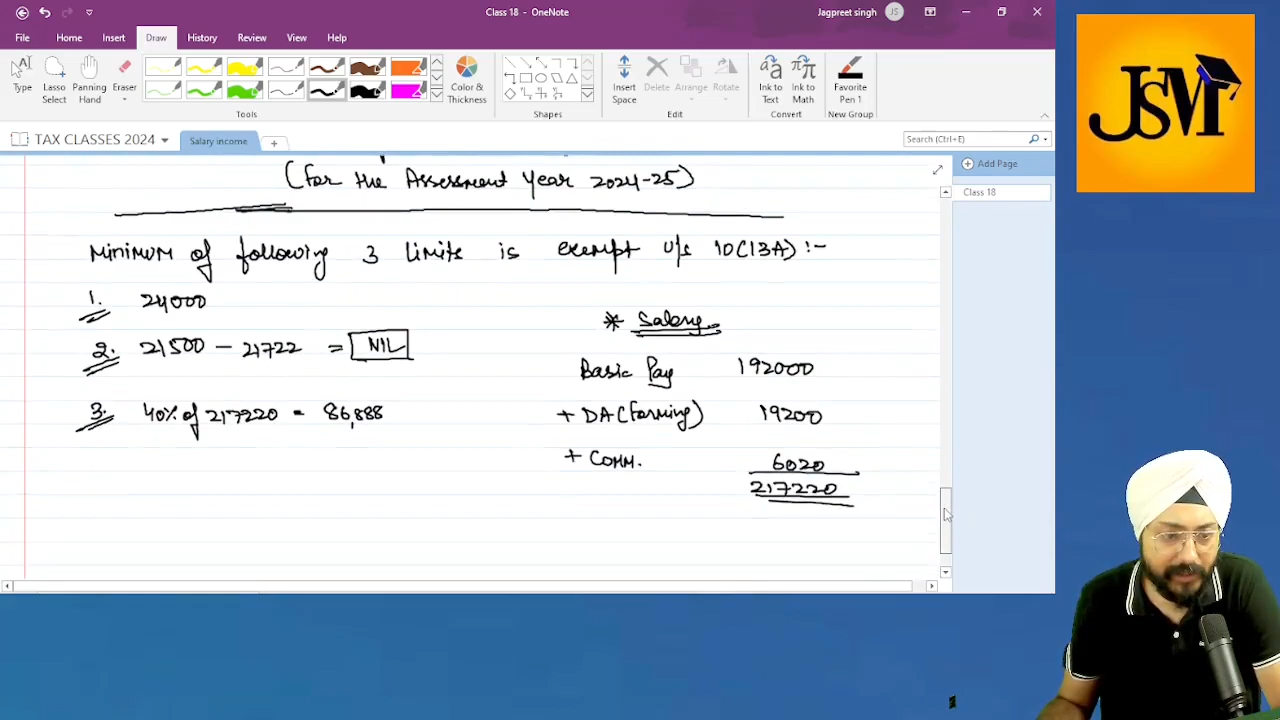 Class 18 - OneNote
Jagpreet singh JS
File Home Insert Draw History Review View Help
Type
Lasso Select
Panning Hand
Eraser
Color & Thickness
Insert Space
Delete
Arrange
Rotate
Ink to Text
Ink to Math
Favorite Pen 1
Tools Shapes Edit Convert New Group
TAX CLASSES 2024 Salary income
Search (Ctrl+E)
Add Page
Class 18
JSM
(For the Assessment Year 2024-25)
Minimum of following 3 limits is exempt u/s 10(13A) :-
1. 24000
2. 21500 - 21722 = NIL
3. 40% of 217220 = 86,888
* Salary
Basic Pay 192000
+ DA (Forming) 19200
+ Comm. 6020
217220